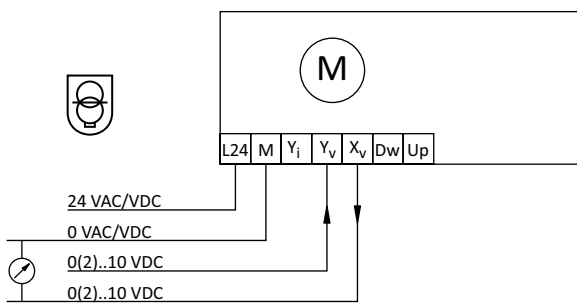 M
L24 M Yi Yv Xv Dw Up
24 VAC/VDC
0 VAC/VDC
0(2)..10 VDC
0(2)..10 VDC